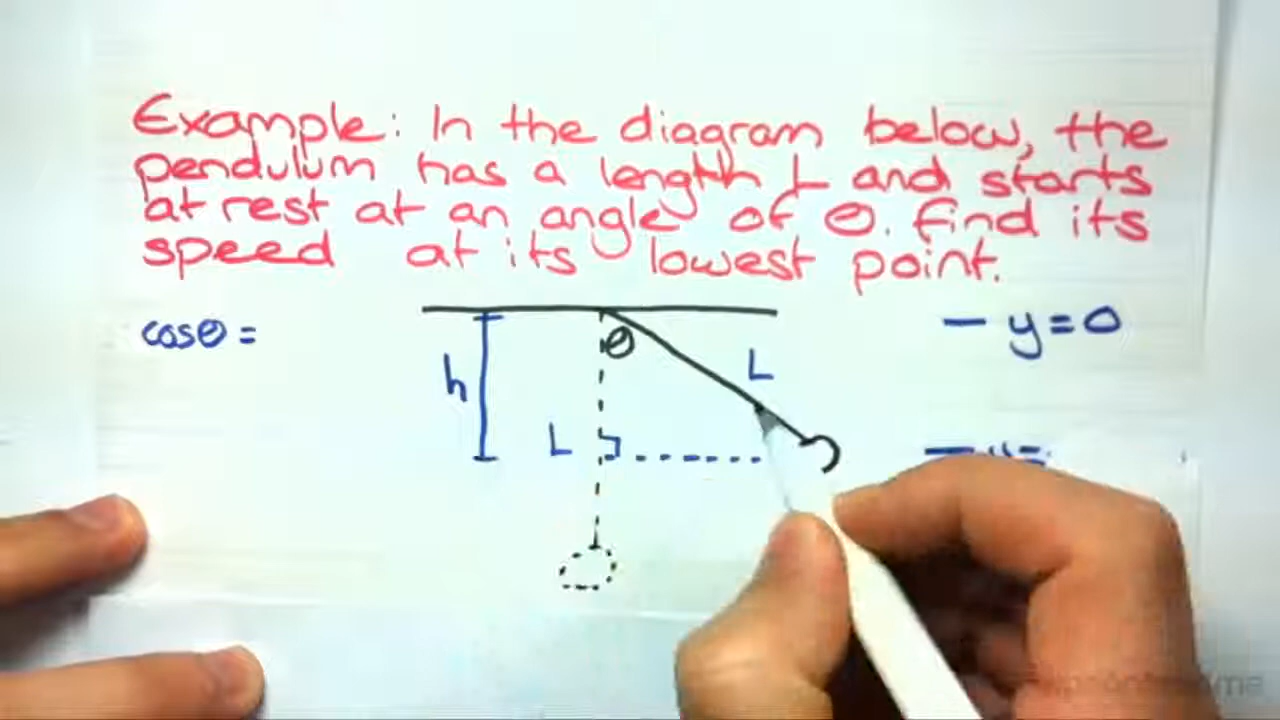 Example: In the diagram below, the
pendulum has a length L and starts
at rest at an angle of θ. find its
speed at its lowest point.
cosθ =
— y=0
θ
h
L
L